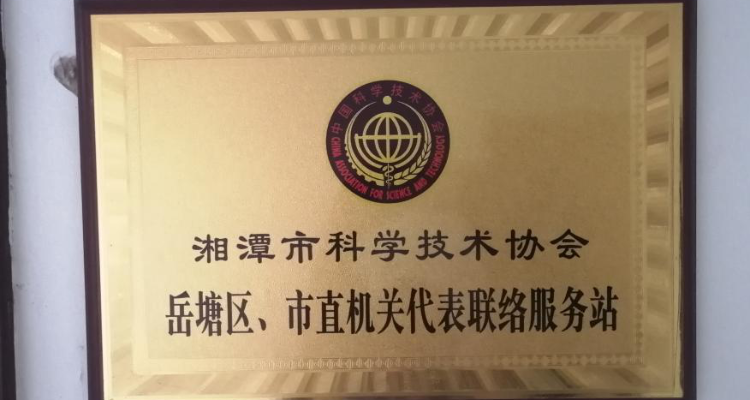 中国科学技术协会
CHINA ASSOCIATION FOR SCIENCE AND TECHNOLOGY
湘潭市科学技术协会
岳塘区、市直机关代表联络服务站